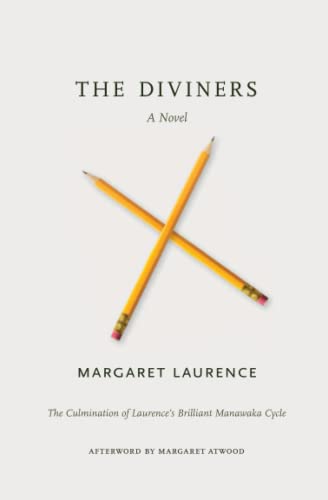 THE DIVINERS
A Novel
MARGARET LAURENCE
The Culmination of Laurence's Brilliant Manawaka Cycle
AFTERWORD BY MARGARET ATWOOD